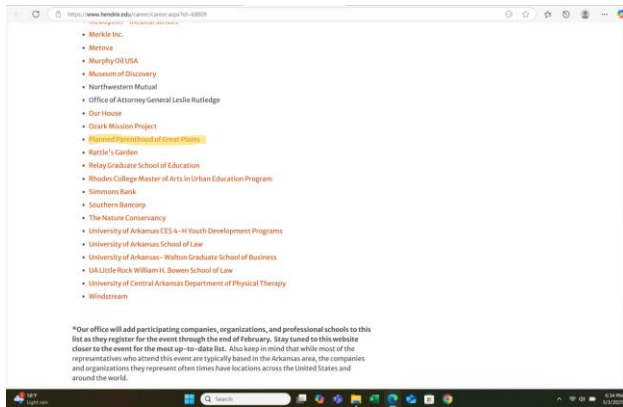 https://www.hendrix.edu/career/career.aspx?id=68809
• Merkle Inc.
• Metova
• Murphy Oil USA
• Museum of Discovery
• Northwestern Mutual
• Office of Attorney General Leslie Rutledge
• Our House
• Ozark Mission Project
• Planned Parenthood of Great Plains
• Rattle's Garden
• Relay Graduate School of Education
• Rhodes College Master of Arts in Urban Education Program
• Simmons Bank
• Southern Bancorp
• The Nature Conservancy
• University of Arkansas CES 4-H Youth Development Programs
• University of Arkansas School of Law
• University of Arkansas- Walton Graduate School of Business
• UA Little Rock William H. Bowen School of Law
• University of Central Arkansas Department of Physical Therapy
• Windstream
*Our office will add participating companies, organizations, and professional schools to this
list as they register for the event through the end of February. Stay tuned to this website
closer to the event for the most up-to-date list. Also keep in mind that while most of the
representatives who attend this event are typically based in the Arkansas area, the companies
and organizations they represent often times have locations across the United States and
around the world.
58°F
Light rain
Search
6:34 PM
5/3/2025